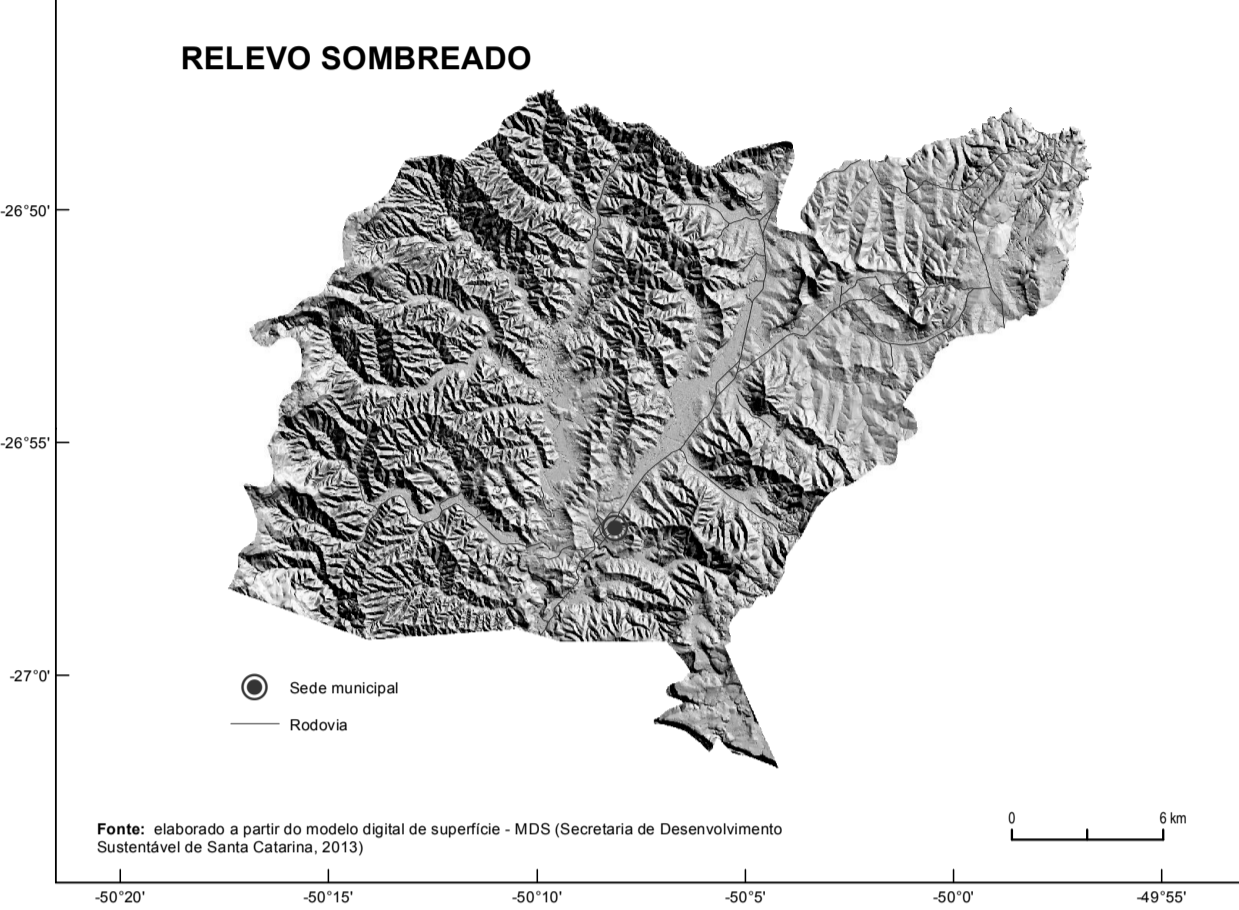 RELEVO SOMBREADO
-26°50'
-26°55'
-27°0'
Sede municipal
Rodovia
Fonte: elaborado a partir do modelo digital de superfície - MDS (Secretaria de Desenvolvimento
Sustentável de Santa Catarina, 2013)
0 6 km
-50°20' -50°15' -50°10' -50°5' -50°0' -49°55'